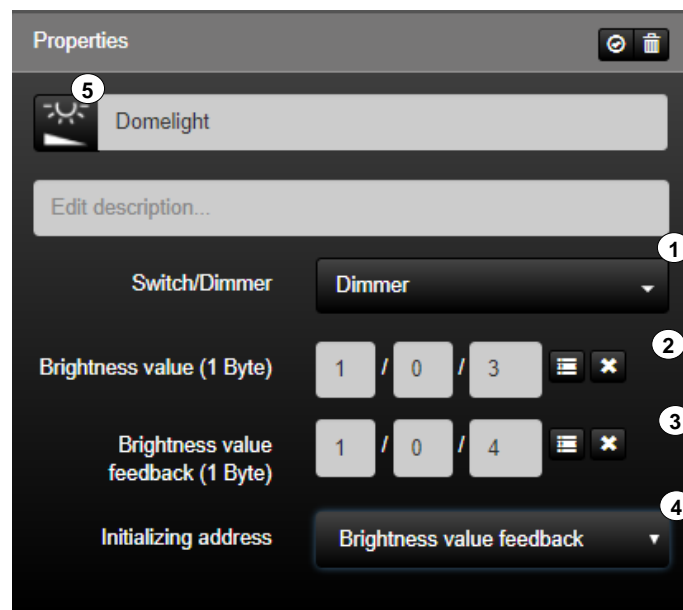 Properties
5
Domelight
Edit description...
1
Switch/Dimmer Dimmer
2
Brightness value (1 Byte) 1 / 0 / 3
3
Brightness value
feedback (1 Byte) 1 / 0 / 4
4
Initializing address Brightness value feedback